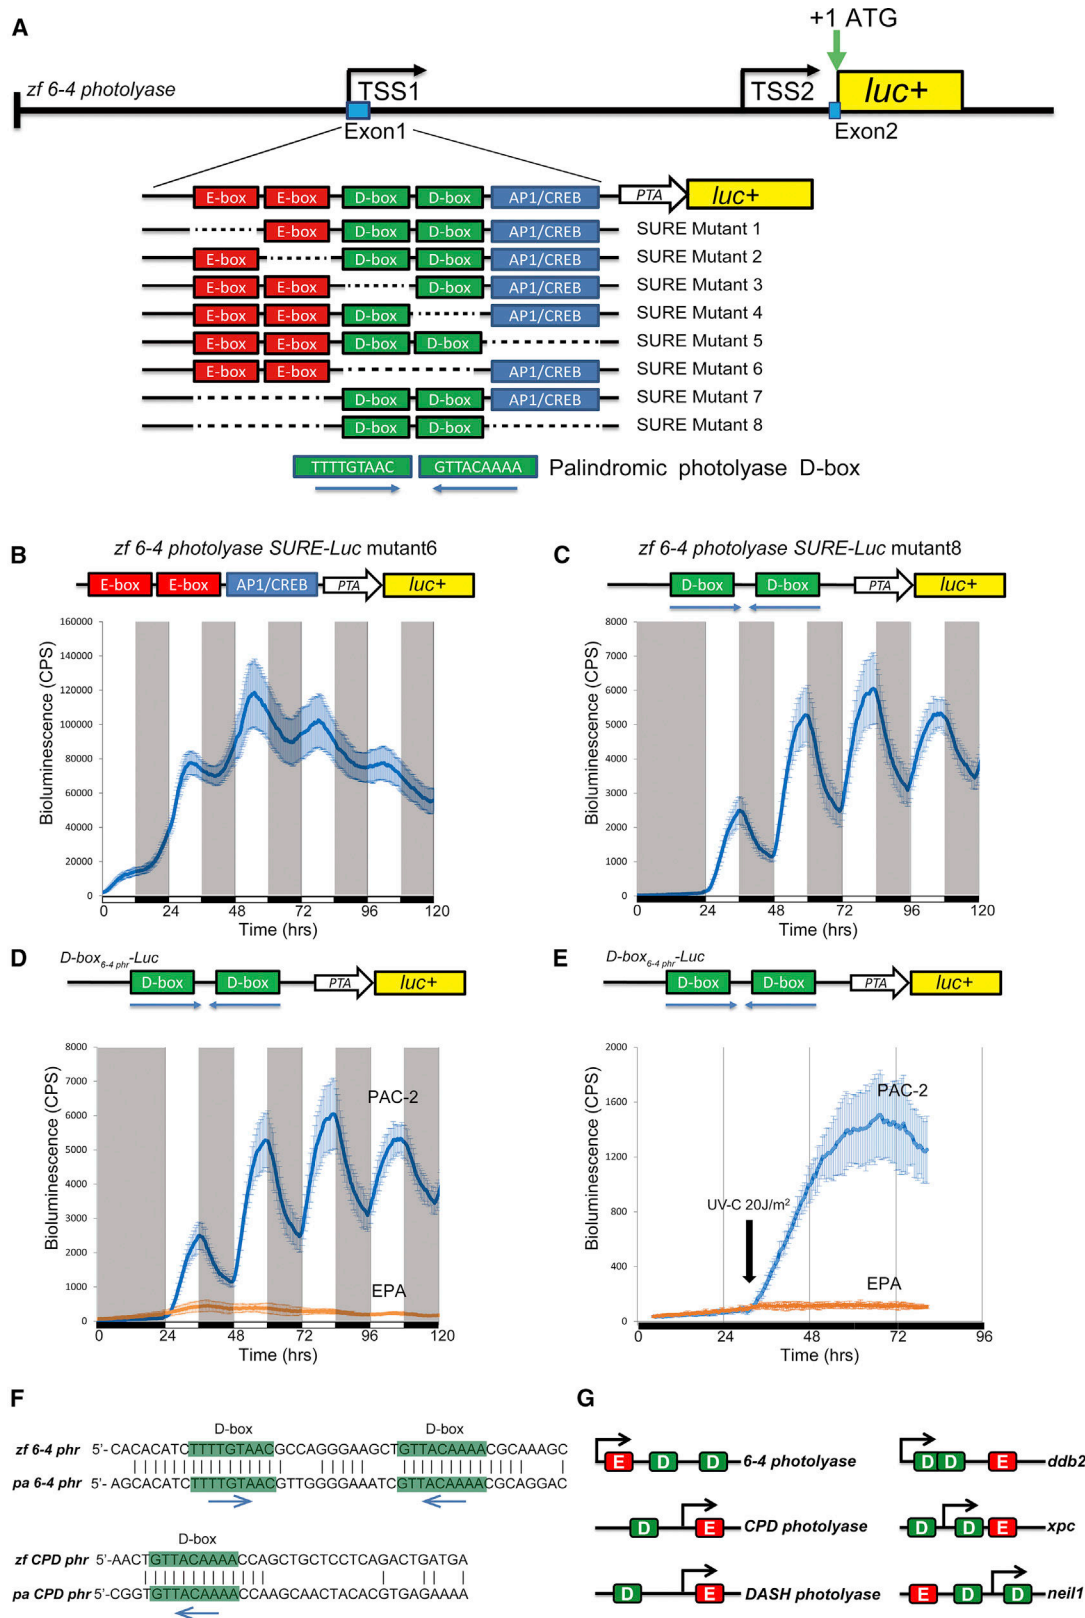 A
+1 ATG
zf 6-4 photolyase
TSS1
TSS2
luc+
Exon1
Exon2
E-box E-box D-box D-box AP1/CREB PTA luc+
E-box D-box D-box AP1/CREB SURE Mutant 1
E-box D-box D-box AP1/CREB SURE Mutant 2
E-box E-box D-box AP1/CREB SURE Mutant 3
E-box E-box D-box AP1/CREB SURE Mutant 4
E-box E-box D-box D-box SURE Mutant 5
E-box E-box AP1/CREB SURE Mutant 6
D-box D-box AP1/CREB SURE Mutant 7
D-box D-box SURE Mutant 8
TTTTGTAAC GTTACAAAA Palindromic photolyase D-box
B
zf 6-4 photolyase SURE-Luc mutant6
E-box E-box AP1/CREB PTA luc+
Bioluminescence (CPS)
160000
140000
120000
100000
80000
60000
40000
20000
0
0 24 48 72 96 120
Time (hrs)
C
zf 6-4 photolyase SURE-Luc mutant8
D-box D-box PTA luc+
Bioluminescence (CPS)
8000
7000
6000
5000
4000
3000
2000
1000
0
0 24 48 72 96 120
Time (hrs)
D
D-box6-4 phr-Luc
D-box D-box PTA luc+
Bioluminescence (CPS)
8000
7000
6000
5000
4000
3000
2000
1000
0
PAC-2
EPA
0 24 48 72 96 120
Time (hrs)
E
D-box6-4 phr-Luc
D-box D-box PTA luc+
Bioluminescence (CPS)
2000
1600
1200
800
400
0
PAC-2
UV-C 20J/m²
EPA
0 24 48 72 96
Time (hrs)
F
D-box D-box
zf 6-4 phr 5'- CACACATCTTTTGTAACGCCAGGGAAGCTGTTACAAAACGCAAAGC
pa 6-4 phr 5'- AGCACATCTTTTGTAACGTTGGGGAAATCGTTACAAAACGCAGGAC
D-box
zf CPD phr 5'- AACTGTTACAAAACCAGCTGCTCCTCAGACTGATGA
pa CPD phr 5'- CGGTGTTACAAAACCAAGCAACTACACGTGAGAAAA
G
E D D 6-4 photolyase
D D E ddb2
D E CPD photolyase
D D E xpc
D E DASH photolyase
E D D neil1